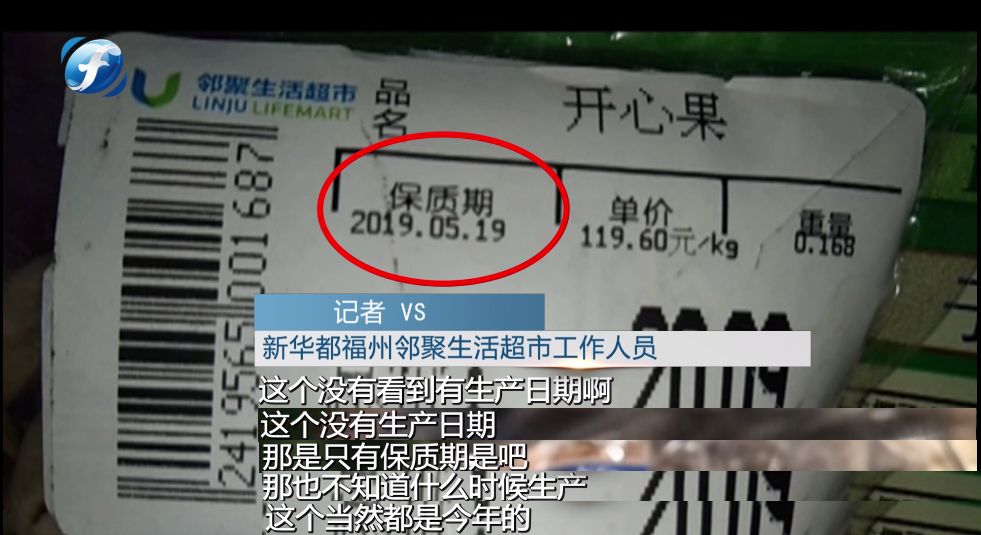 邻聚生活超市
LINJU LIFEMART
品名
开心果
保质期
2019.05.19
单价
119.60元/kg
重量
0.168
2419565001687
记者 VS
新华都福州邻聚生活超市工作人员
这个没有看到有生产日期啊
这个没有生产日期
那是只有保质期是吧
那也不知道什么时候生产
这个当然都是今年的